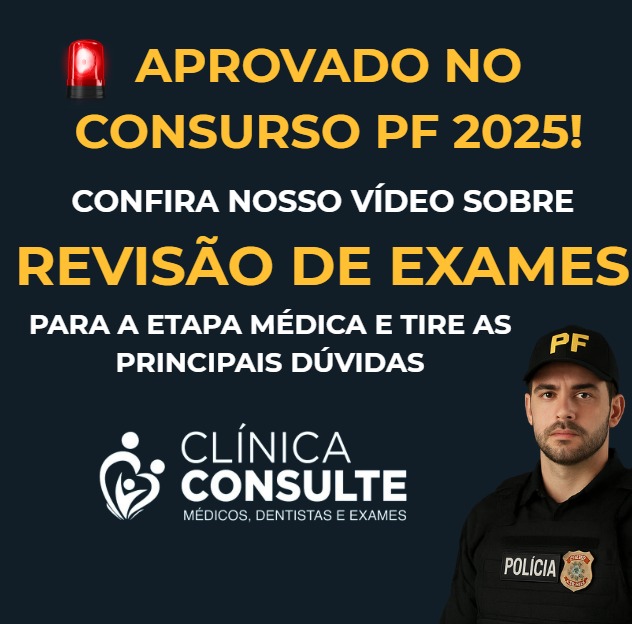 APROVADO NO
CONSURSO PF 2025!
CONFIRA NOSSO VÍDEO SOBRE
REVISÃO DE EXAMES
PARA A ETAPA MÉDICA E TIRE AS
PRINCIPAIS DÚVIDAS
PF
CLÍNICA
CONSULTE
MÉDICOS, DENTISTAS E EXAMES
POLÍCIA